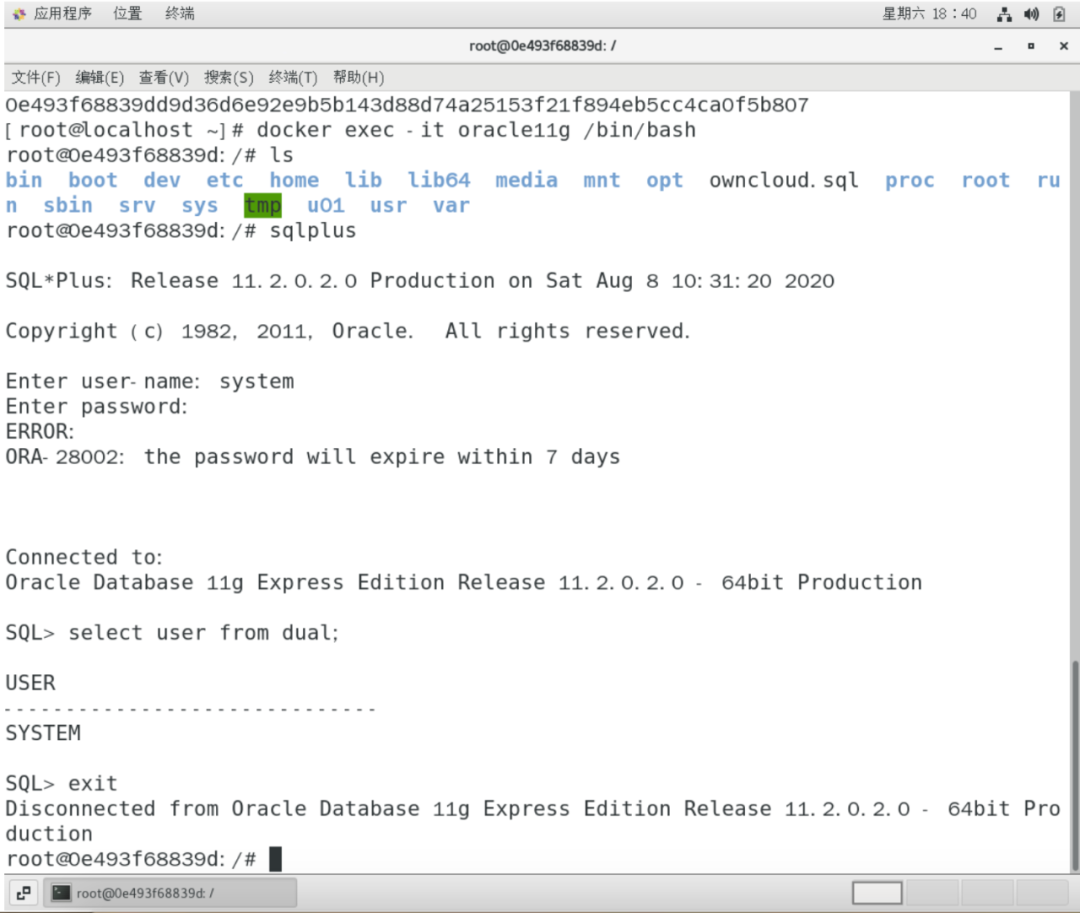 应用程序 位置 终端 星期六 18：40
root@0e493f68839d: /
文件(F) 编辑(E) 查看(V) 搜索(S) 终端(T) 帮助(H)
0e493f68839dd9d36d6e92e9b5b143d88d74a25153f21f894eb5cc4ca0f5b807
[root@localhost ~]# docker exec -it oracle11g /bin/bash
root@0e493f68839d:/# ls
bin boot dev etc home lib lib64 media mnt opt owncloud.sql proc root ru
n sbin srv sys tmp u01 usr var
root@0e493f68839d:/# sqlplus
SQL*Plus: Release 11.2.0.2.0 Production on Sat Aug 8 10:31:20 2020
Copyright (c) 1982, 2011, Oracle. All rights reserved.
Enter user-name: system
Enter password:
ERROR:
ORA-28002: the password will expire within 7 days
Connected to:
Oracle Database 11g Express Edition Release 11.2.0.2.0 - 64bit Production
SQL> select user from dual;
USER
------------------------------
SYSTEM
SQL> exit
Disconnected from Oracle Database 11g Express Edition Release 11.2.0.2.0 - 64bit Pro
duction
root@0e493f68839d:/#
root@0e493f68839d: /